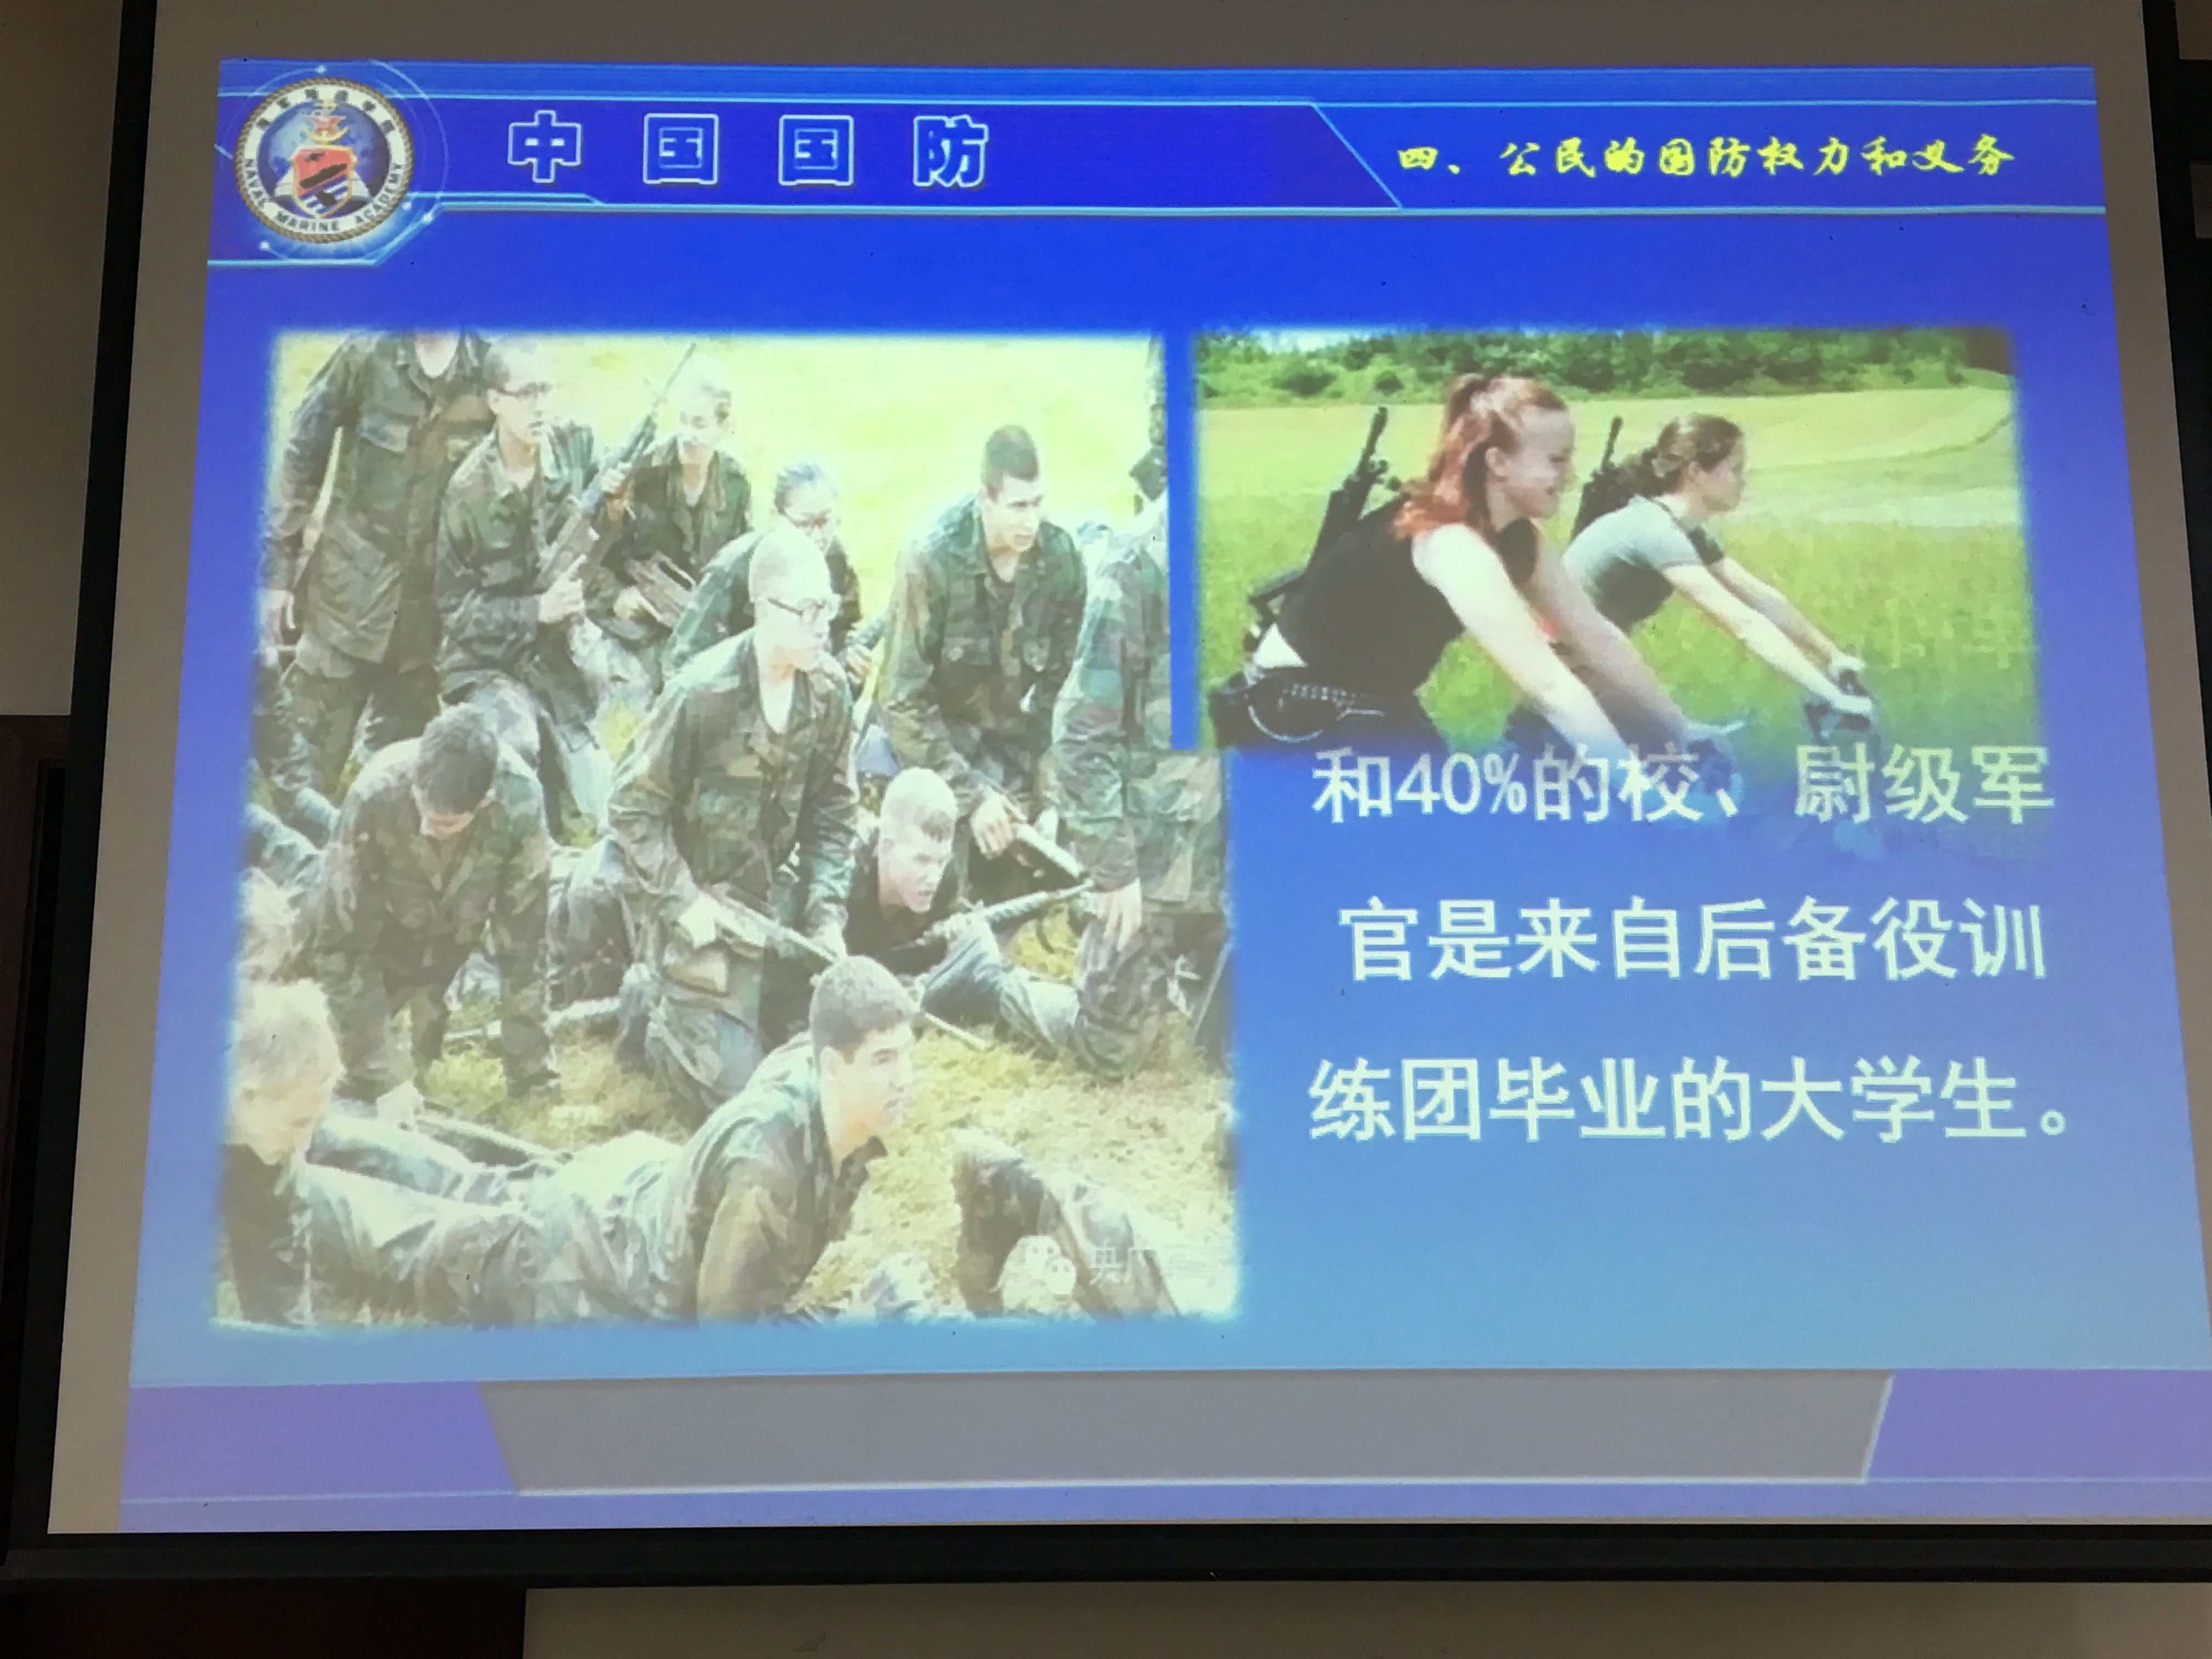 中国国防
四、公民的国防权力和义务
NAVAL MARINE ACADEMY
和40%的校、尉级军
官是来自后备役训
练团毕业的大学生。